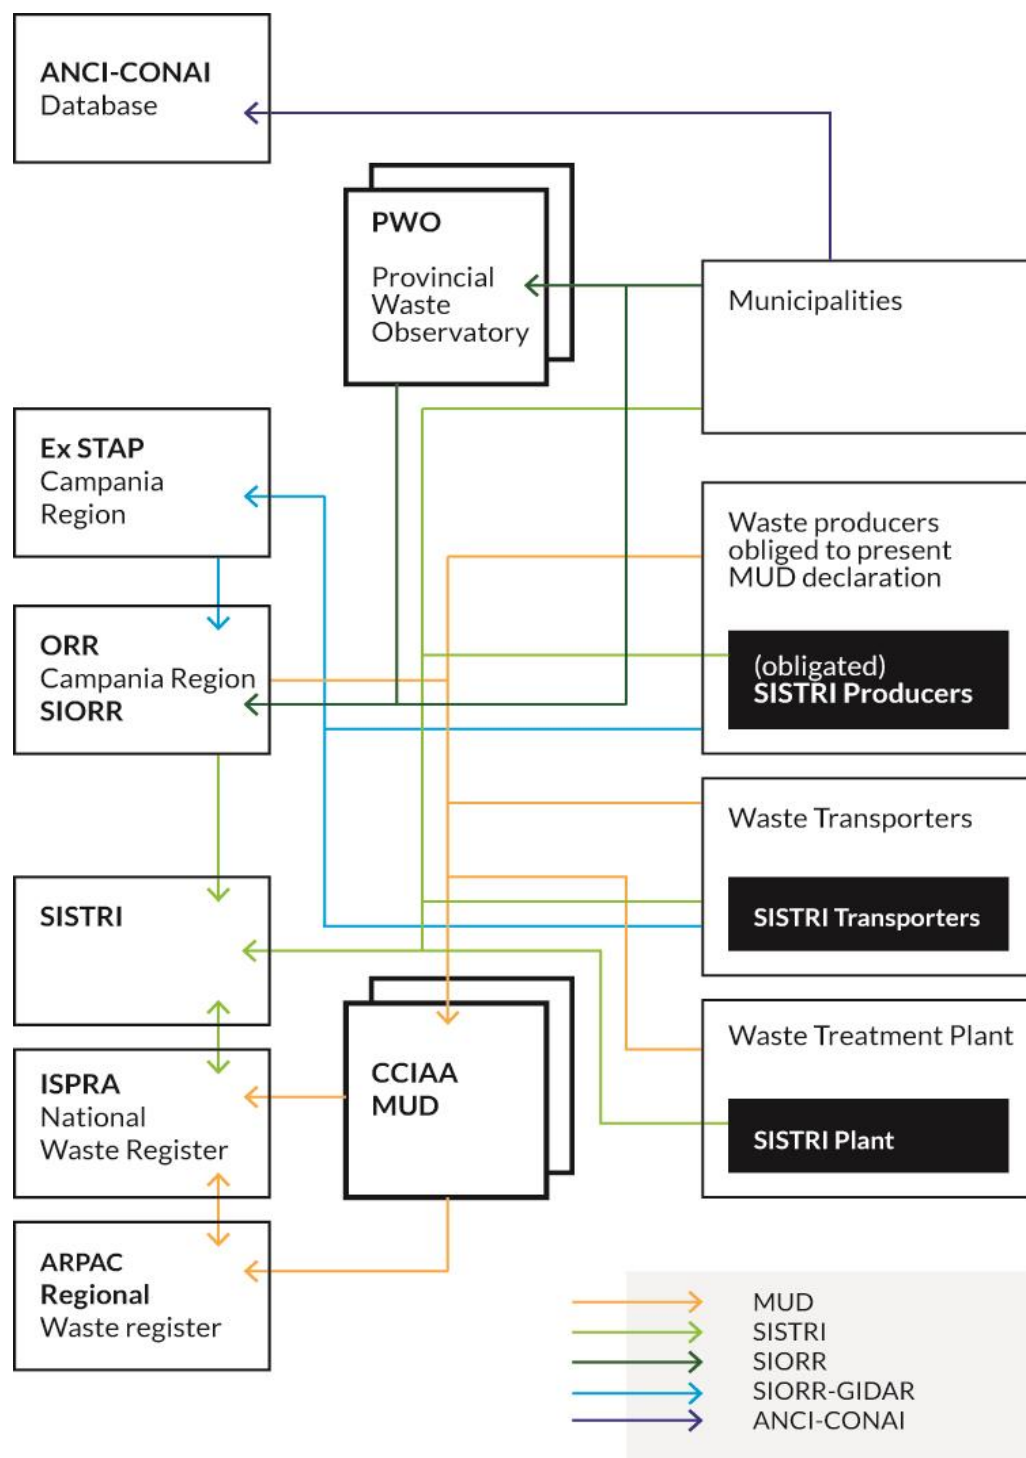 ANCI-CONAI
Database
PWO
Provincial
Waste
Observatory
Municipalities
Ex STAP
Campania
Region
Waste producers
obliged to present
MUD declaration
(obligated)
SISTRI Producers
ORR
Campania Region
SIORR
Waste Transporters
SISTRI Transporters
SISTRI
Waste Treatment Plant
SISTRI Plant
CCIAA
MUD
ISPRA
National
Waste Register
ARPAC
Regional
Waste register
MUD
SISTRI
SIORR
SIORR-GIDAR
ANCI-CONAI